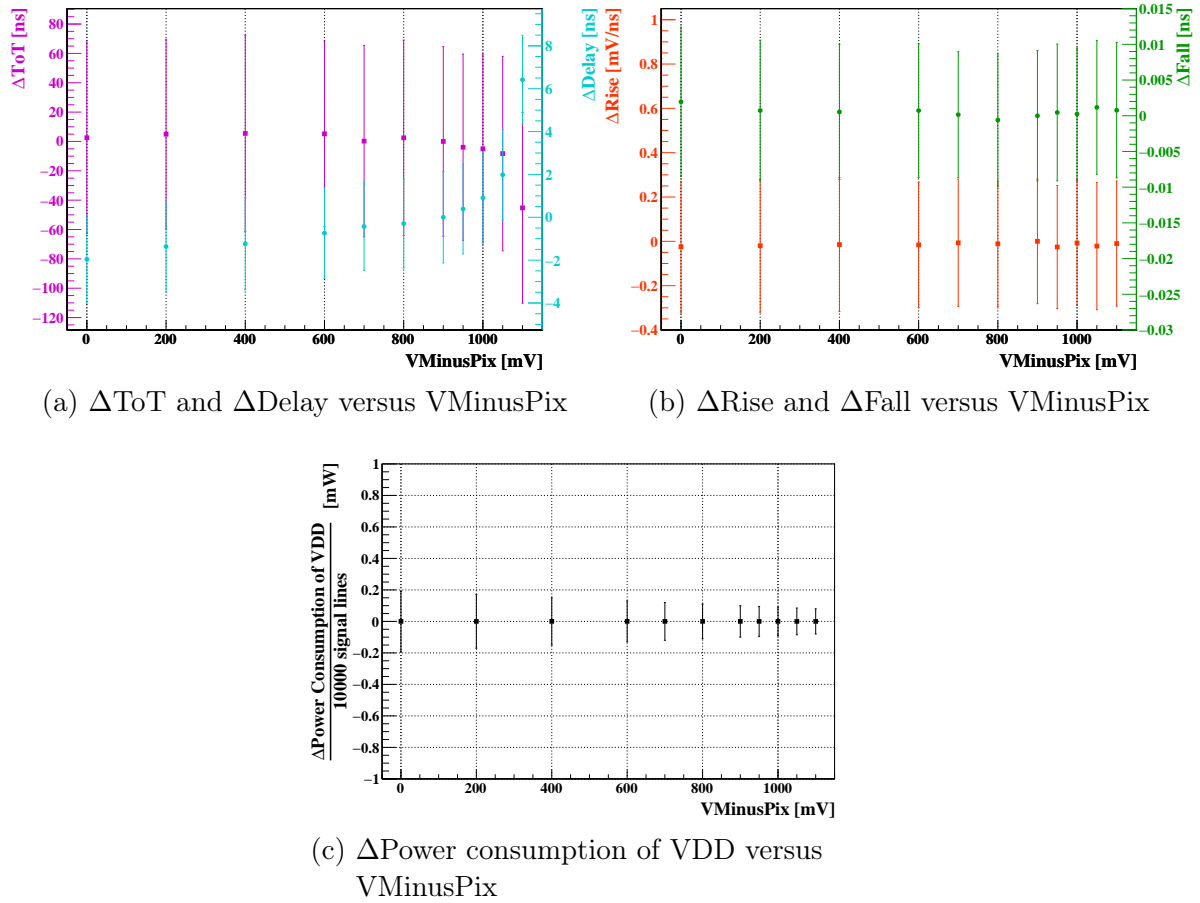 ΔToT [ns]
80
60
40
20
0
−20
−40
−60
−80
−100
−120
ΔDelay [ns]
8
6
4
2
0
−2
−4
0 200 400 600 800 1000
VMinusPix [mV]
ΔRise [mV/ns]
1
0.8
0.6
0.4
0.2
0
−0.2
−0.4
ΔFall [ns]
0.015
0.01
0.005
0
−0.005
−0.01
−0.015
−0.02
−0.025
−0.03
0 200 400 600 800 1000
VMinusPix [mV]
(a) ΔToT and ΔDelay versus VMinusPix
(b) ΔRise and ΔFall versus VMinusPix
ΔPower Consumption of VDD
10000 signal lines
[mW]
1
0.8
0.6
0.4
0.2
0
−0.2
−0.4
−0.6
−0.8
−1
0 200 400 600 800 1000
VMinusPix [mV]
(c) ΔPower consumption of VDD versus
VMinusPix